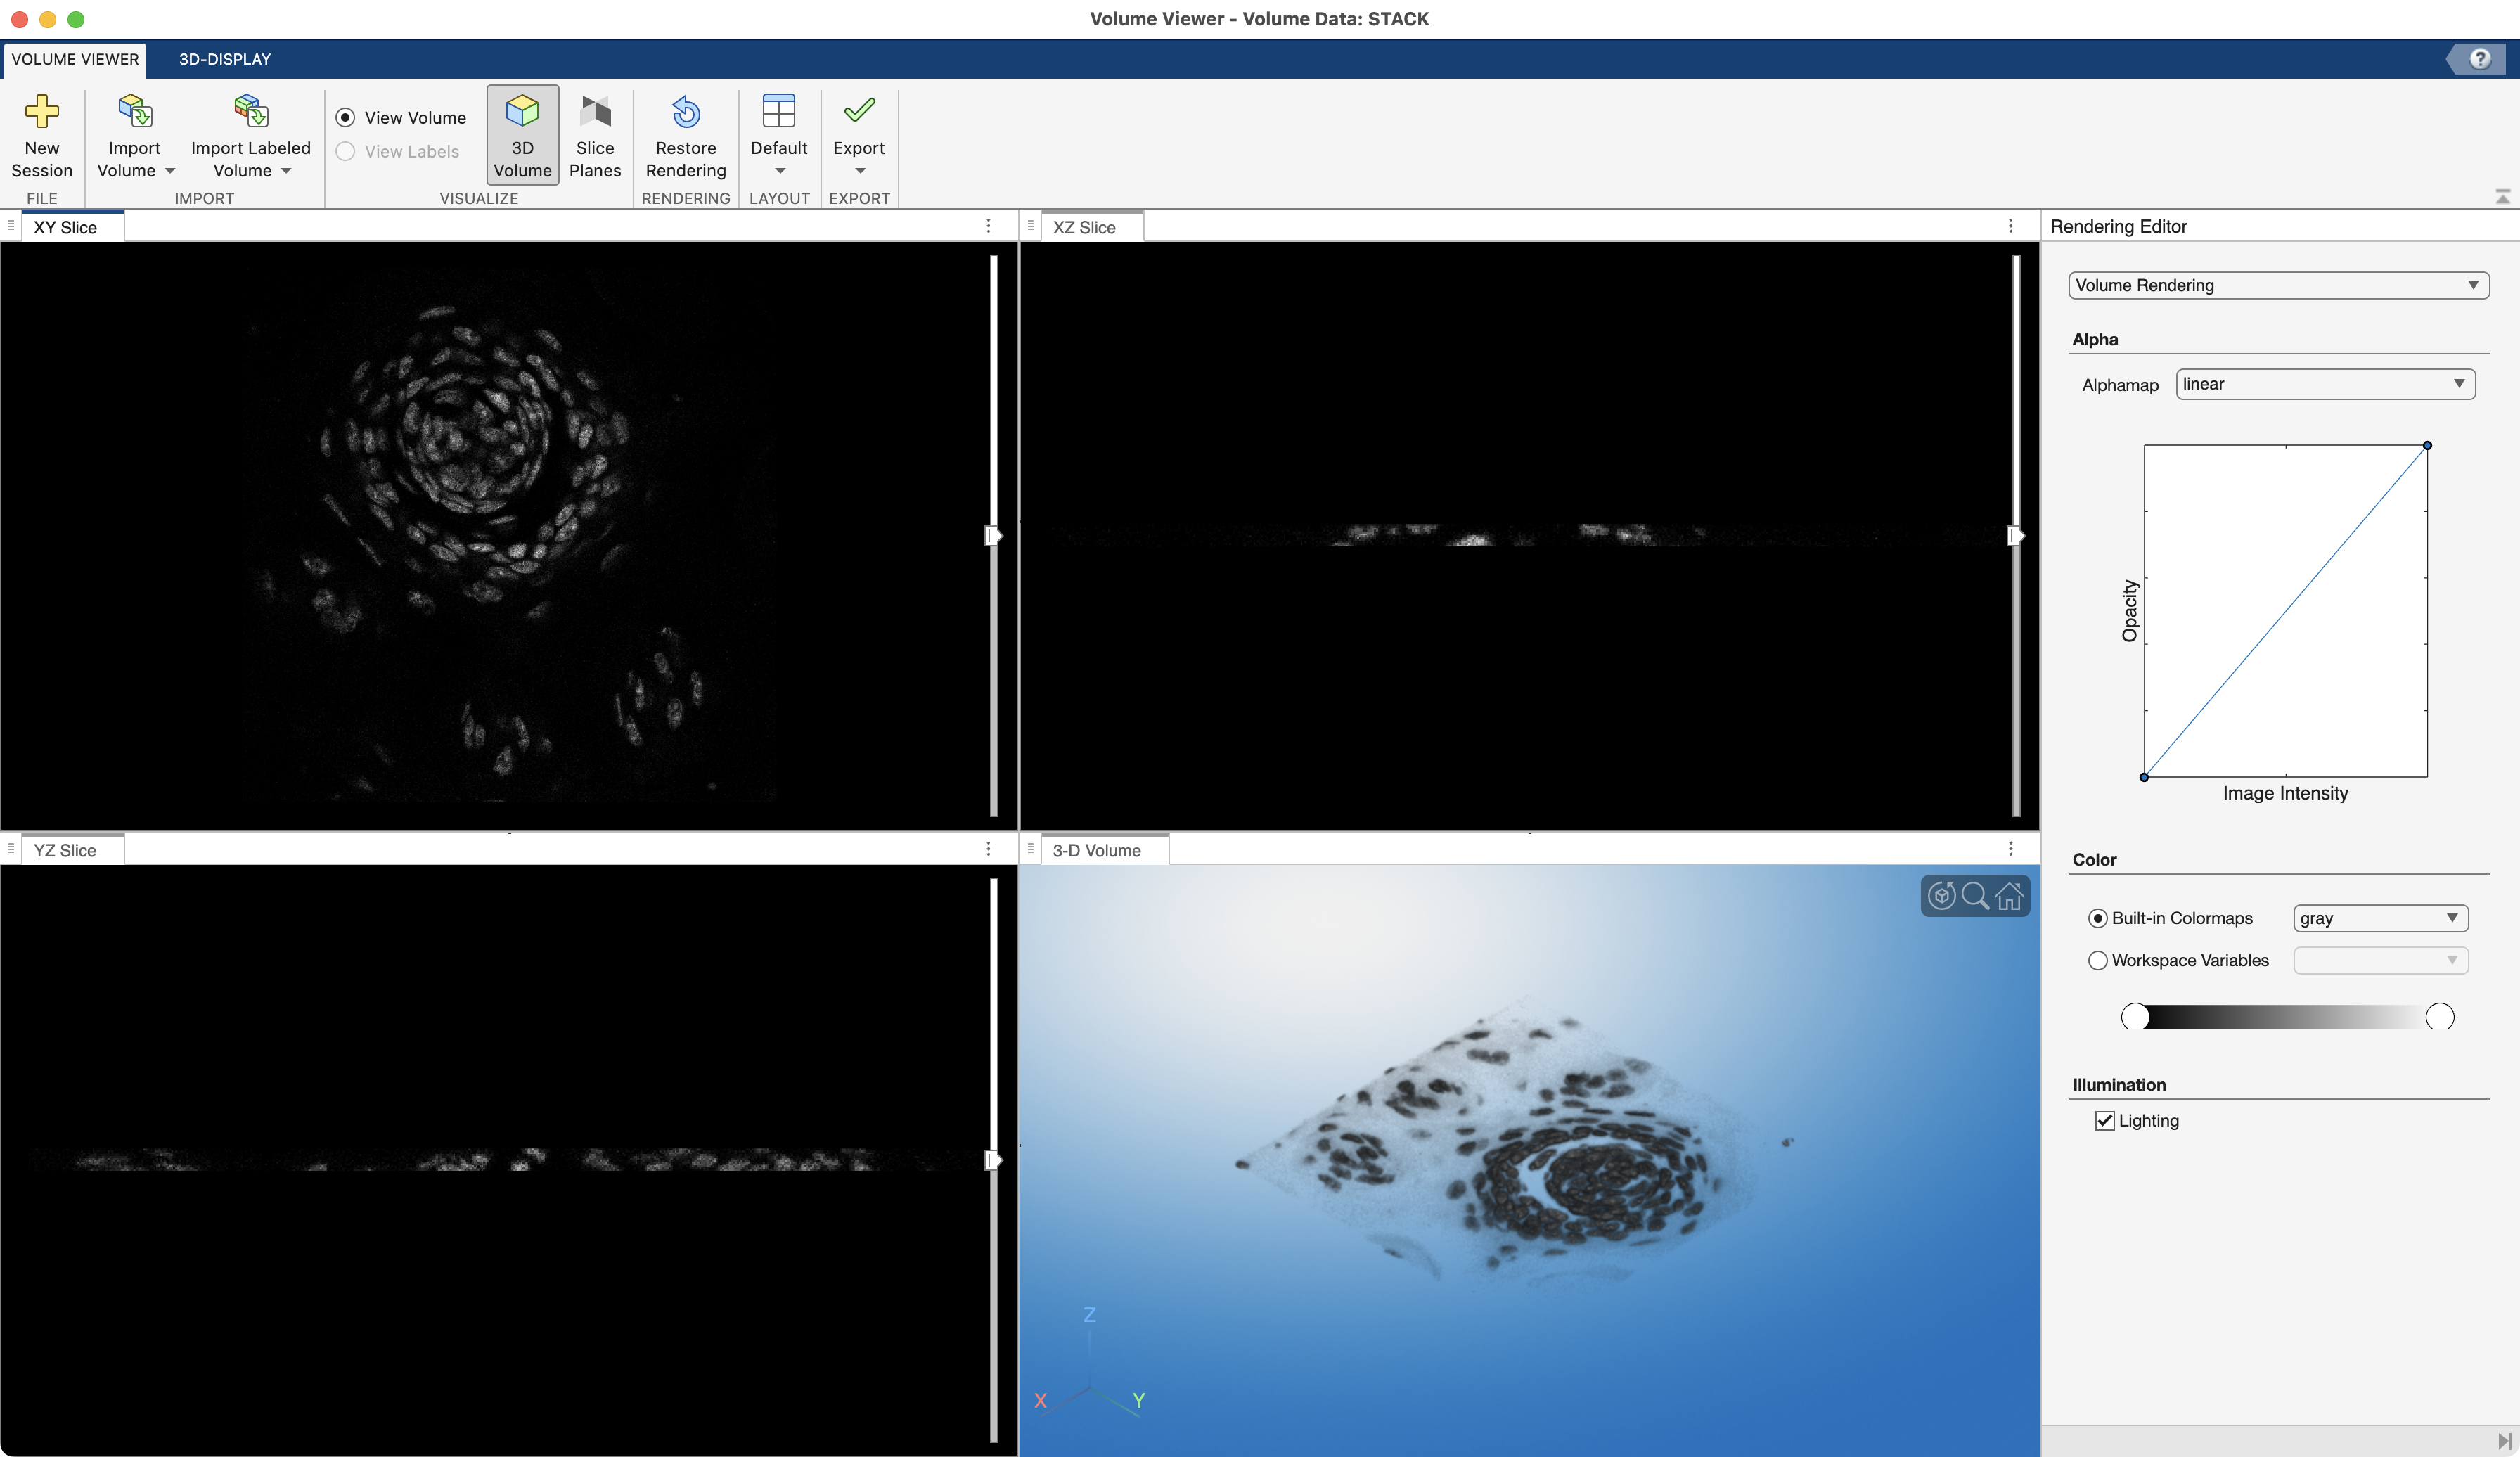 Volume Viewer - Volume Data: STACK
VOLUME VIEWER
3D-DISPLAY
?
New
Session
FILE
Import
Volume
Import Labeled
Volume
IMPORT
View Volume
View Labels
3D
Volume
Slice
Planes
VISUALIZE
Restore
Rendering
RENDERING
Default
LAYOUT
Export
EXPORT
XY Slice
XZ Slice
Rendering Editor
Volume Rendering
Alpha
Alphamap
linear
Opacity
Image Intensity
YZ Slice
3-D Volume
Z
X
Y
Color
Built-in Colormaps
gray
Workspace Variables
Illumination
Lighting